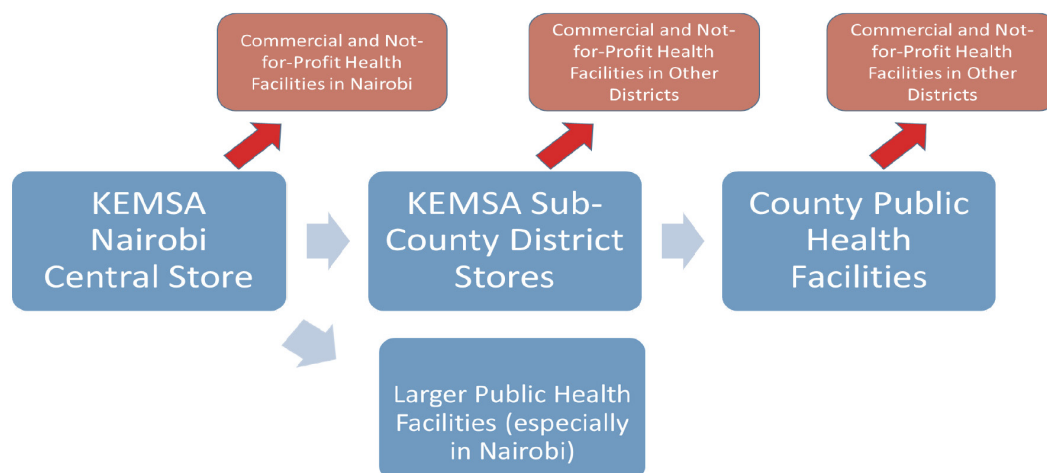 Commercial and Not-
for-Profit Health
Facilities in Nairobi
Commercial and Not-
for-Profit Health
Facilities in Other
Districts
Commercial and Not-
for-Profit Health
Facilities in Other
Districts
KEMSA
Nairobi
Central Store
KEMSA Sub-
County District
Stores
County Public
Health
Facilities
Larger Public Health
Facilities (especially
in Nairobi)